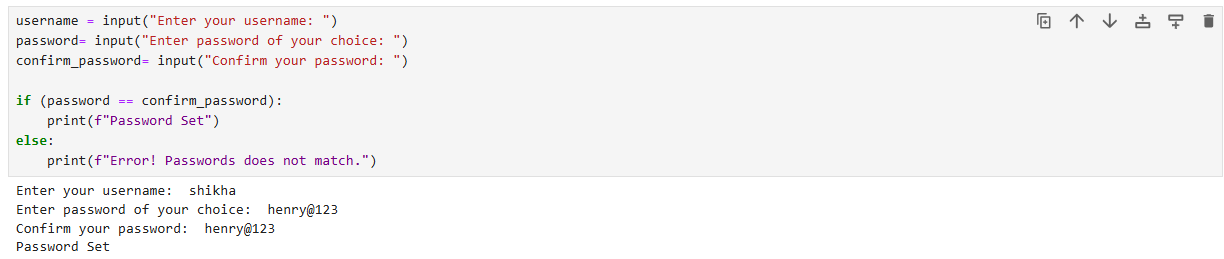 username = input("Enter your username: ")
password= input("Enter password of your choice: ")
confirm_password= input("Confirm your password: ")

if (password == confirm_password):
    print(f"Password Set")
else:
    print(f"Error! Passwords does not match.")
Enter your username:  shikha
Enter password of your choice:  henry@123
Confirm your password:  henry@123
Password Set